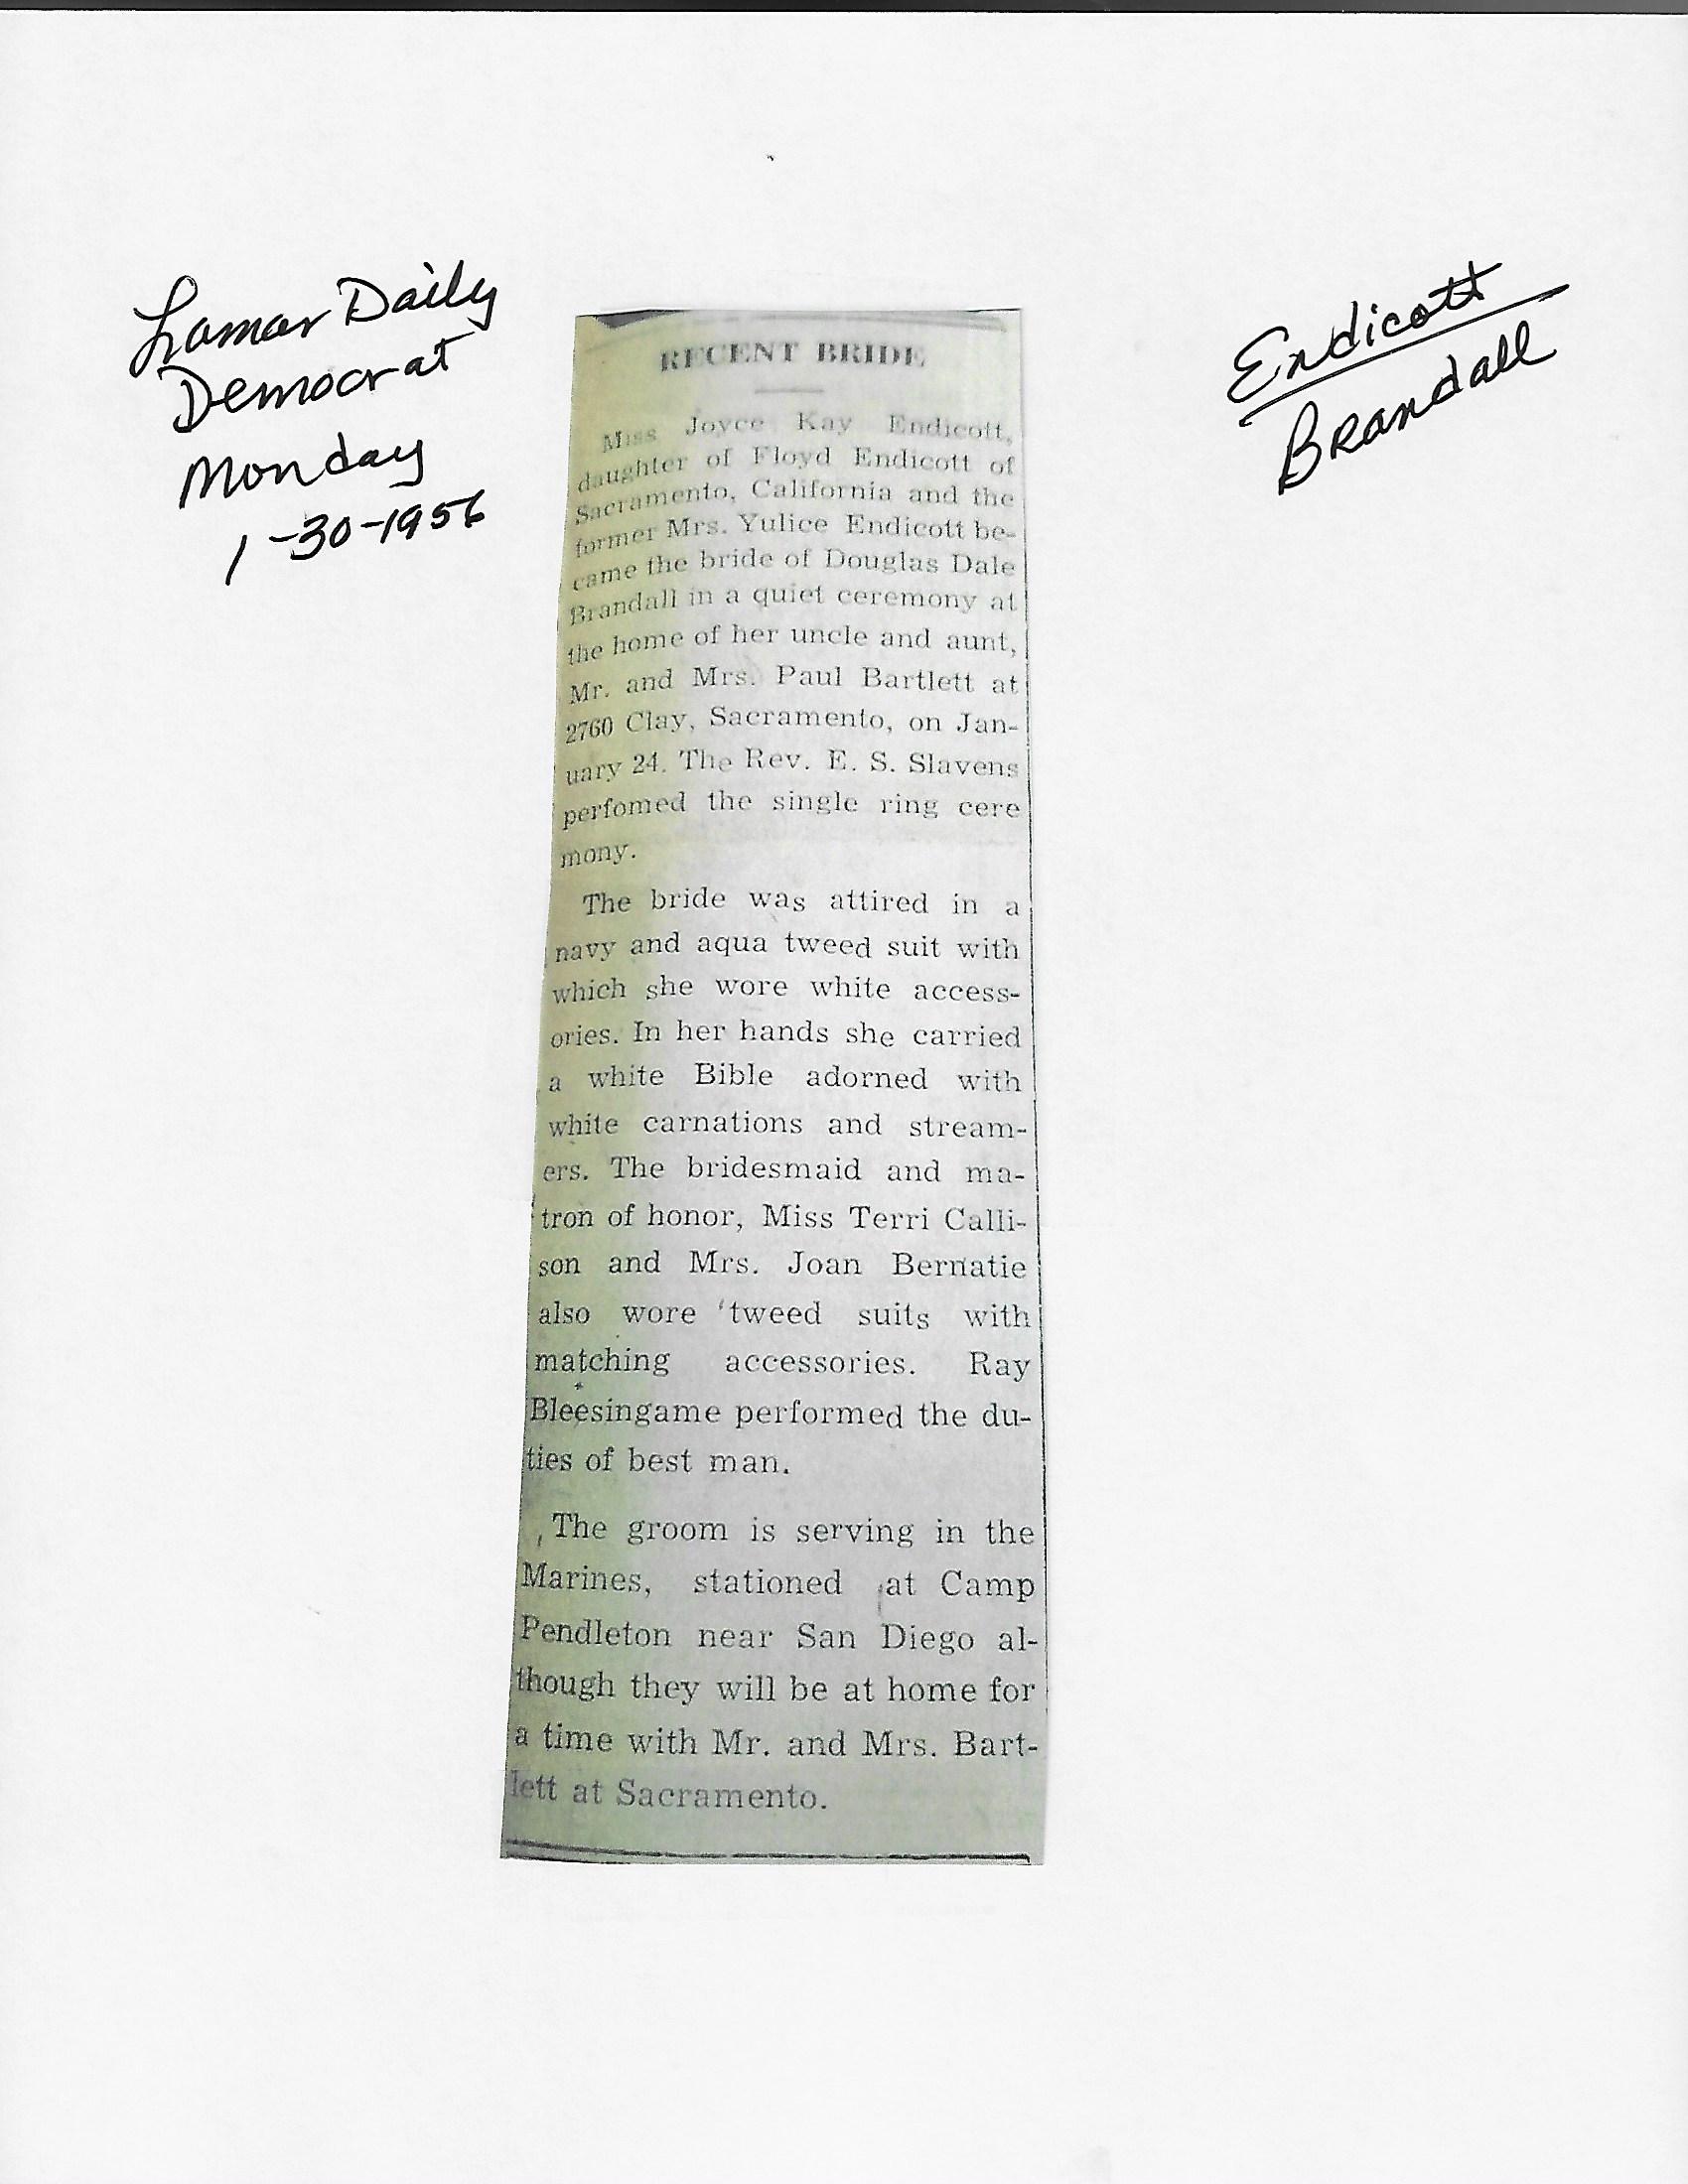 Lamar Daily
Democrat
Monday
1-30-1956
Endicott
Brandall
RECENT BRIDE
Miss Joyce Kay Endicott,
daughter of Floyd Endicott of
Sacramento, California and the
former Mrs. Yulice Endicott be-
came the bride of Douglas Dale
Brandall in a quiet ceremony at
the home of her uncle and aunt,
Mr. and Mrs. Paul Bartlett at
2760 Clay, Sacramento, on Jan-
uary 24. The Rev. E. S. Slavens
perfomed the single ring cere
mony.
The bride was attired in a
navy and aqua tweed suit with
which she wore white access-
ories. In her hands she carried
a white Bible adorned with
white carnations and stream-
ers. The bridesmaid and ma-
tron of honor, Miss Terri Calli-
son and Mrs. Joan Bernatie
also wore tweed suits with
matching accessories. Ray
Bleesingame performed the du-
ties of best man.
The groom is serving in the
Marines, stationed at Camp
Pendleton near San Diego al-
though they will be at home for
a time with Mr. and Mrs. Bart-
lett at Sacramento.